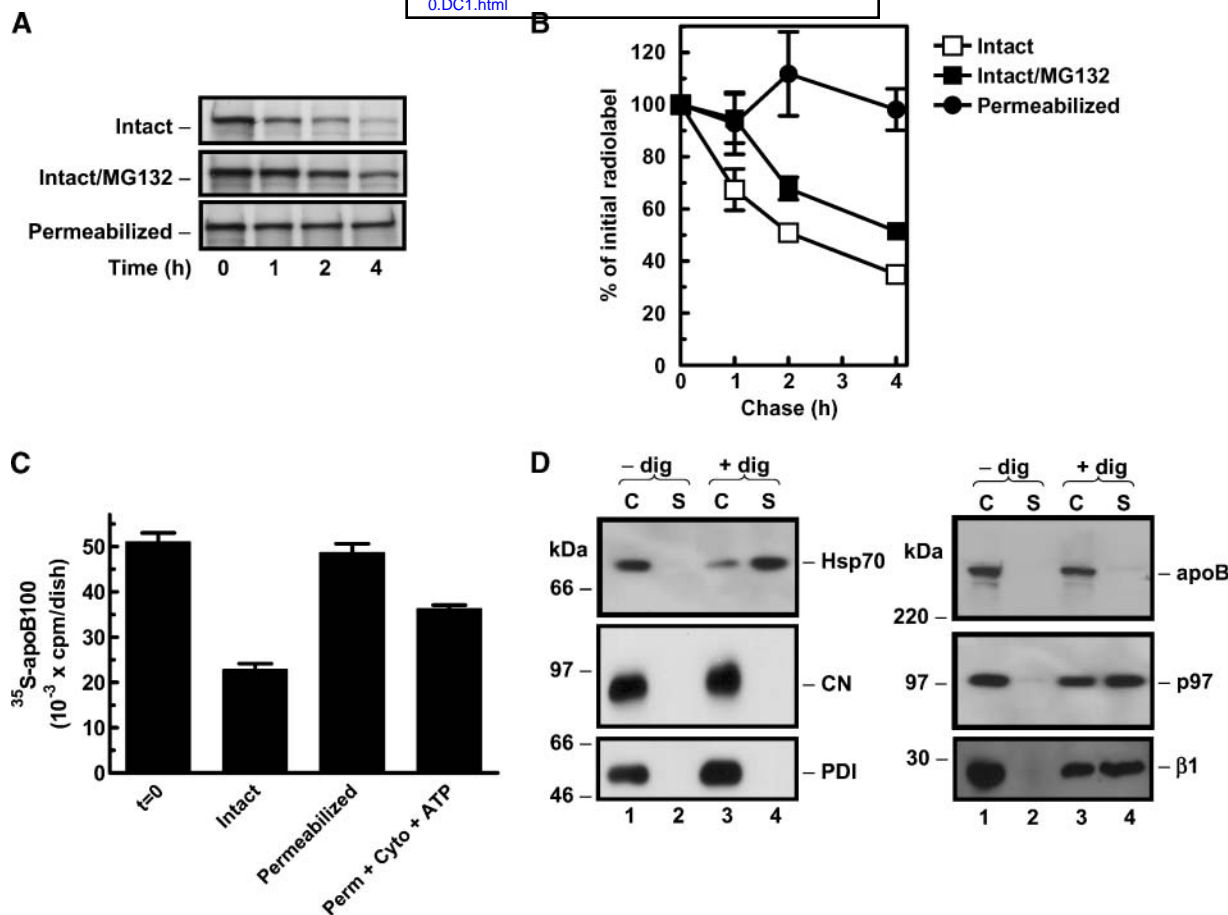 0.DC1.html
A
Intact –
Intact/MG132 –
Permeabilized –
Time (h) 0 1 2 4
B
% of initial radiolabel
120
100
80
60
40
20
0
0 1 2 3 4
Chase (h)
Intact
Intact/MG132
Permeabilized
C
35S-apoB100
(10-3 x cpm/dish)
50
40
30
20
10
0
t=0
Intact
Permeabilized
Perm + Cyto + ATP
D
– dig + dig
C S C S
kDa
66 –
– Hsp70
97 –
– CN
66 –
46 –
– PDI
1 2 3 4
– dig + dig
C S C S
kDa
220 –
– apoB
97 –
– p97
30 –
– β1
1 2 3 4